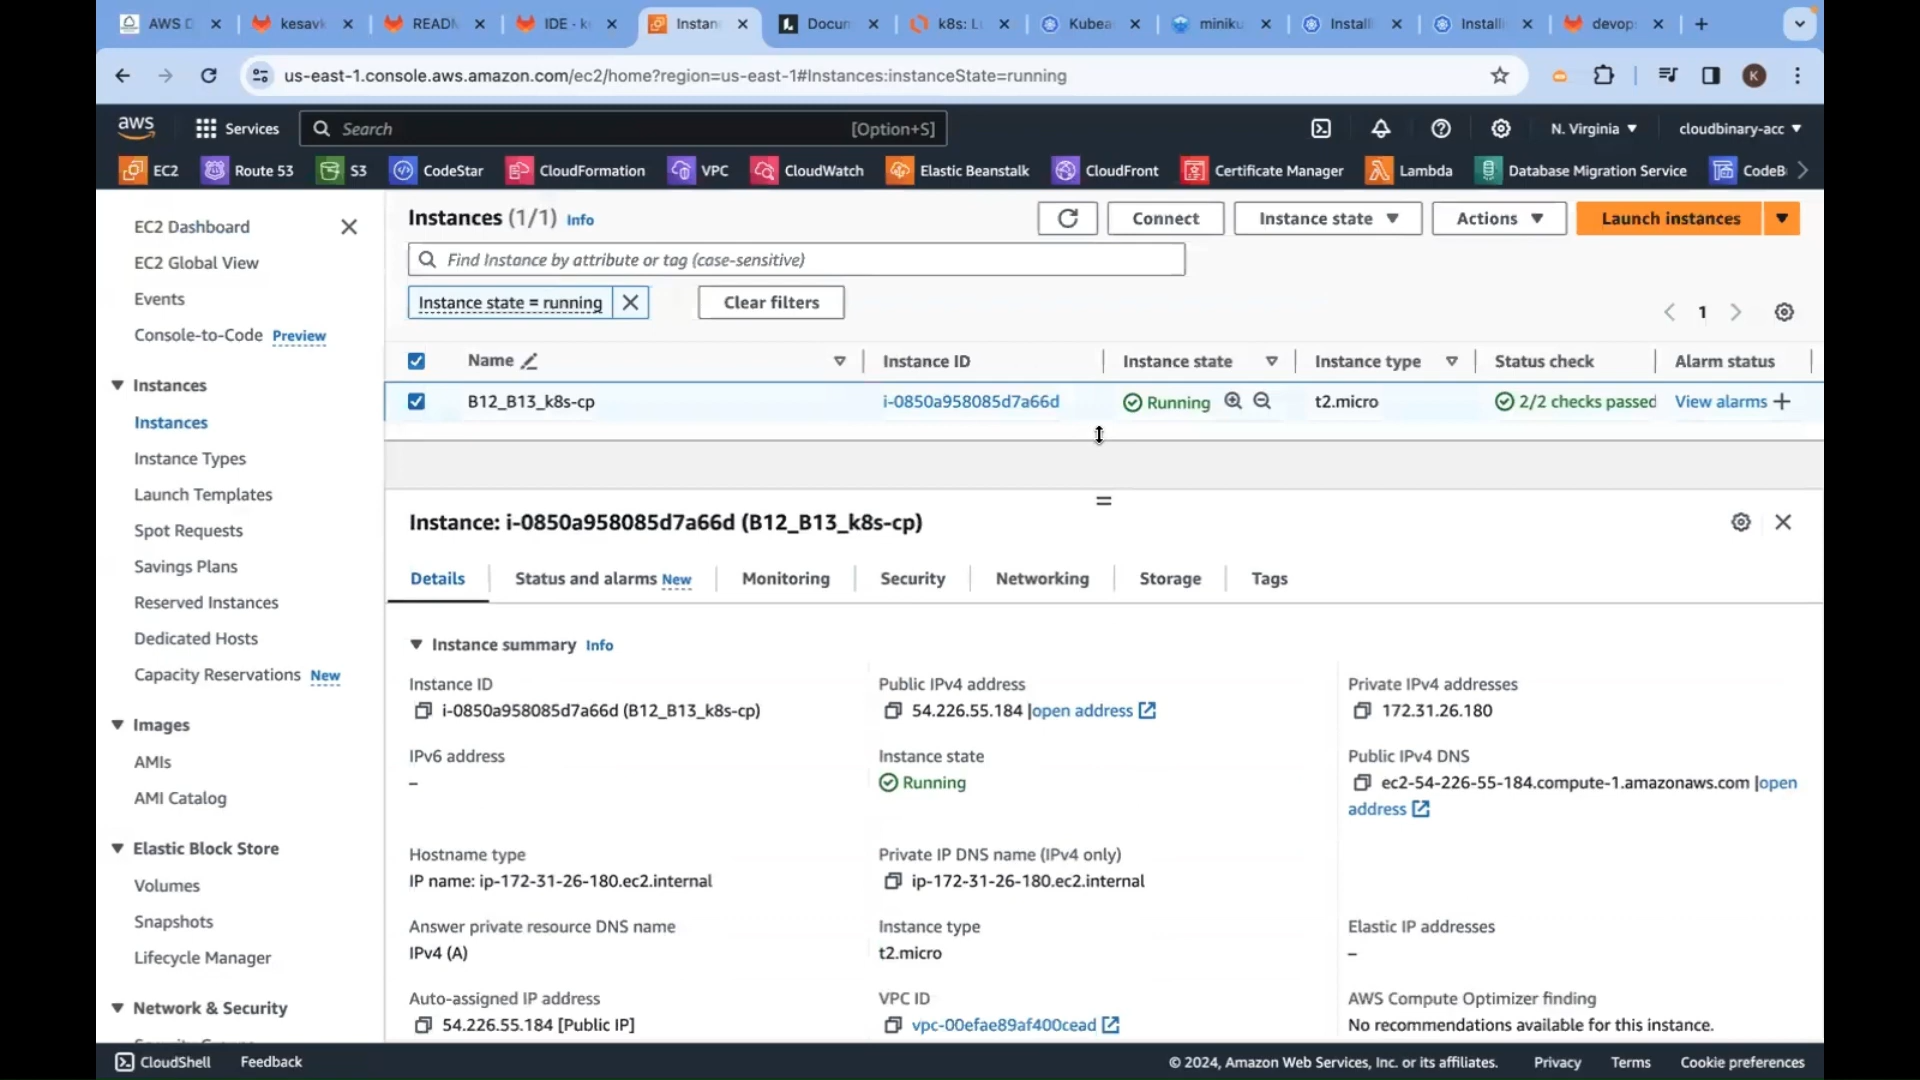 AWS D
kesavk
READM
IDE - k
Instan
Docum
k8s: L
Kube
miniku
Install
Installi
devop
us-east-1.console.aws.amazon.com/ec2/home?region=us-east-1#Instances:instanceState=running
K
aws
Services
Search
[Option+S]
N. Virginia
cloudbinary-acc
EC2
Route 53
S3
CodeStar
CloudFormation
VPC
CloudWatch
Elastic Beanstalk
CloudFront
Certificate Manager
Lambda
Database Migration Service
CodeB
EC2 Dashboard
EC2 Global View
Events
Console-to-Code Preview
Instances
Instances
Instance Types
Launch Templates
Spot Requests
Savings Plans
Reserved Instances
Dedicated Hosts
Capacity Reservations New
Images
AMIs
AMI Catalog
Elastic Block Store
Volumes
Snapshots
Lifecycle Manager
Network & Security
Instances (1/1) Info
Connect
Instance state
Actions
Launch instances
Find Instance by attribute or tag (case-sensitive)
Instance state = running
Clear filters
1
Name
Instance ID
Instance state
Instance type
Status check
Alarm status
B12_B13_k8s-cp
i-0850a958085d7a66d
Running
t2.micro
2/2 checks passed
View alarms +
Instance: i-0850a958085d7a66d (B12_B13_k8s-cp)
Details
Status and alarms New
Monitoring
Security
Networking
Storage
Tags
Instance summary Info
Instance ID
i-0850a958085d7a66d (B12_B13_k8s-cp)
Public IPv4 address
54.226.55.184 |open address
Private IPv4 addresses
172.31.26.180
IPv6 address
–
Instance state
Running
Public IPv4 DNS
ec2-54-226-55-184.compute-1.amazonaws.com |open
address
Hostname type
IP name: ip-172-31-26-180.ec2.internal
Private IP DNS name (IPv4 only)
ip-172-31-26-180.ec2.internal
Answer private resource DNS name
IPv4 (A)
Instance type
t2.micro
Elastic IP addresses
–
Auto-assigned IP address
54.226.55.184 [Public IP]
VPC ID
vpc-00efae89af400cead
AWS Compute Optimizer finding
No recommendations available for this instance.
CloudShell
Feedback
© 2024, Amazon Web Services, Inc. or its affiliates.
Privacy
Terms
Cookie preferences